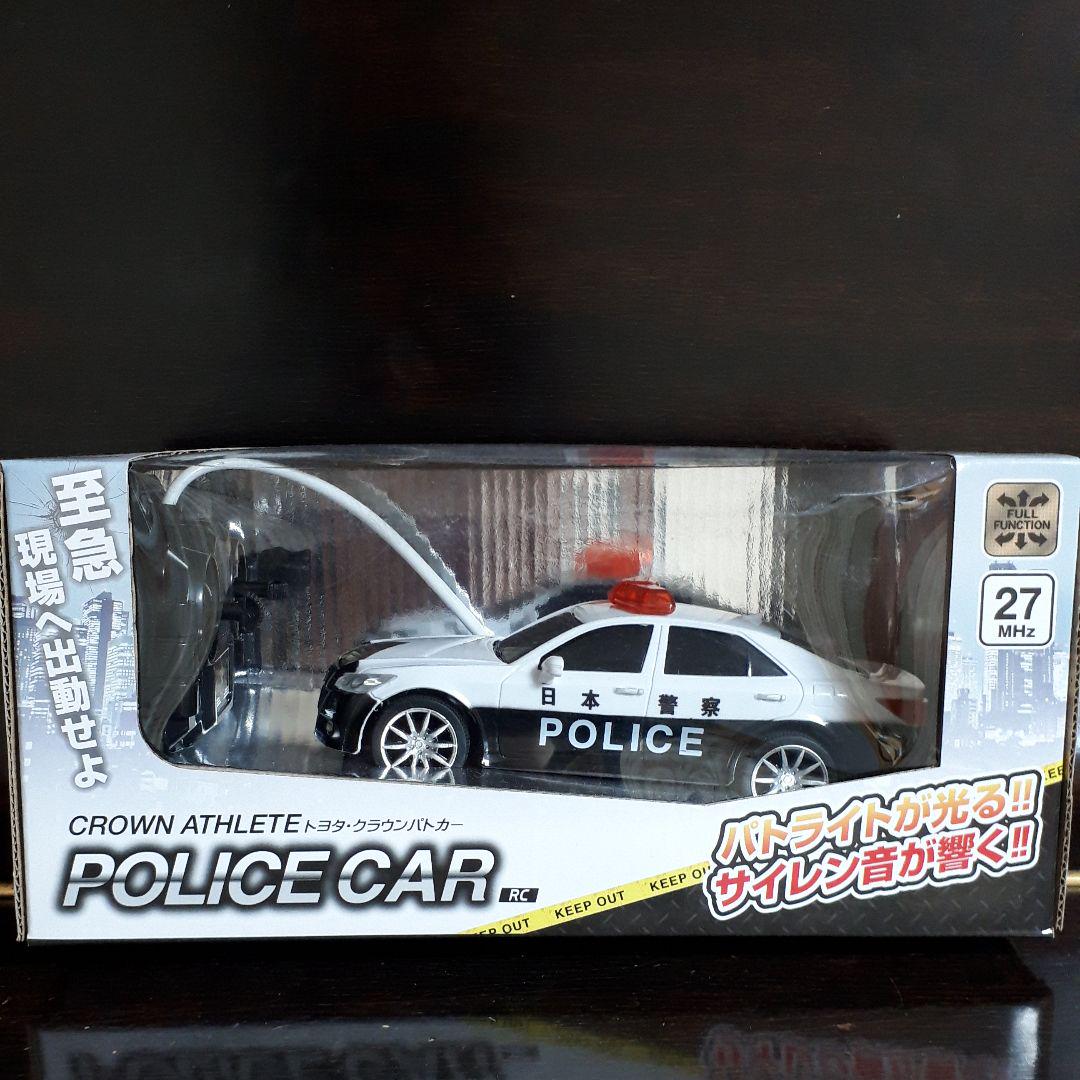 至急
現場へ出動せよ
FULL
FUNCTION
27
MHz
日本 警察
POLICE
CROWN ATHLETE トヨタ・クラウンパトカー
POLICE CAR RC
KEEP OUT KEEP OU
パトライトが光る!!
サイレン音が響く!!